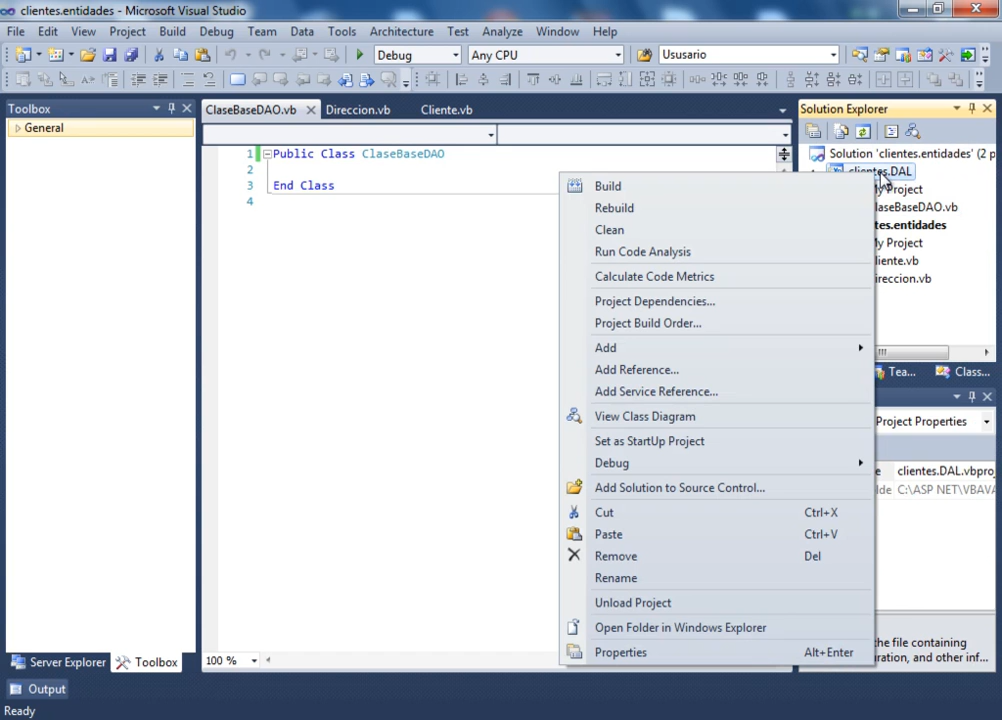 clientes.entidades - Microsoft Visual Studio
File Edit View Project Build Debug Team Data Tools Architecture Test Analyze Window Help
Debug Any CPU Ususario
Toolbox
General
ClaseBaseDAO.vb Direccion.vb Cliente.vb
1 Public Class ClaseBaseDAO
2
3 End Class
4
100 %
Server Explorer Toolbox
Output
Ready
Build
Rebuild
Clean
Run Code Analysis
Calculate Code Metrics
Project Dependencies...
Project Build Order...
Add
Add Reference...
Add Service Reference...
View Class Diagram
Set as StartUp Project
Debug
Add Solution to Source Control...
Cut Ctrl+X
Paste Ctrl+V
Remove Del
Rename
Unload Project
Open Folder in Windows Explorer
Properties Alt+Enter
Solution Explorer
Solution 'clientes.entidades' (2 p
clientes.DAL
y Project
laseBaseDAO.vb
tes.entidades
y Project
liente.vb
ireccion.vb
Tea... Class...
Project Properties
e clientes.DAL.vbproj
lde C:\ASP NET\VBAVA
the file containing
uration, and other inf...